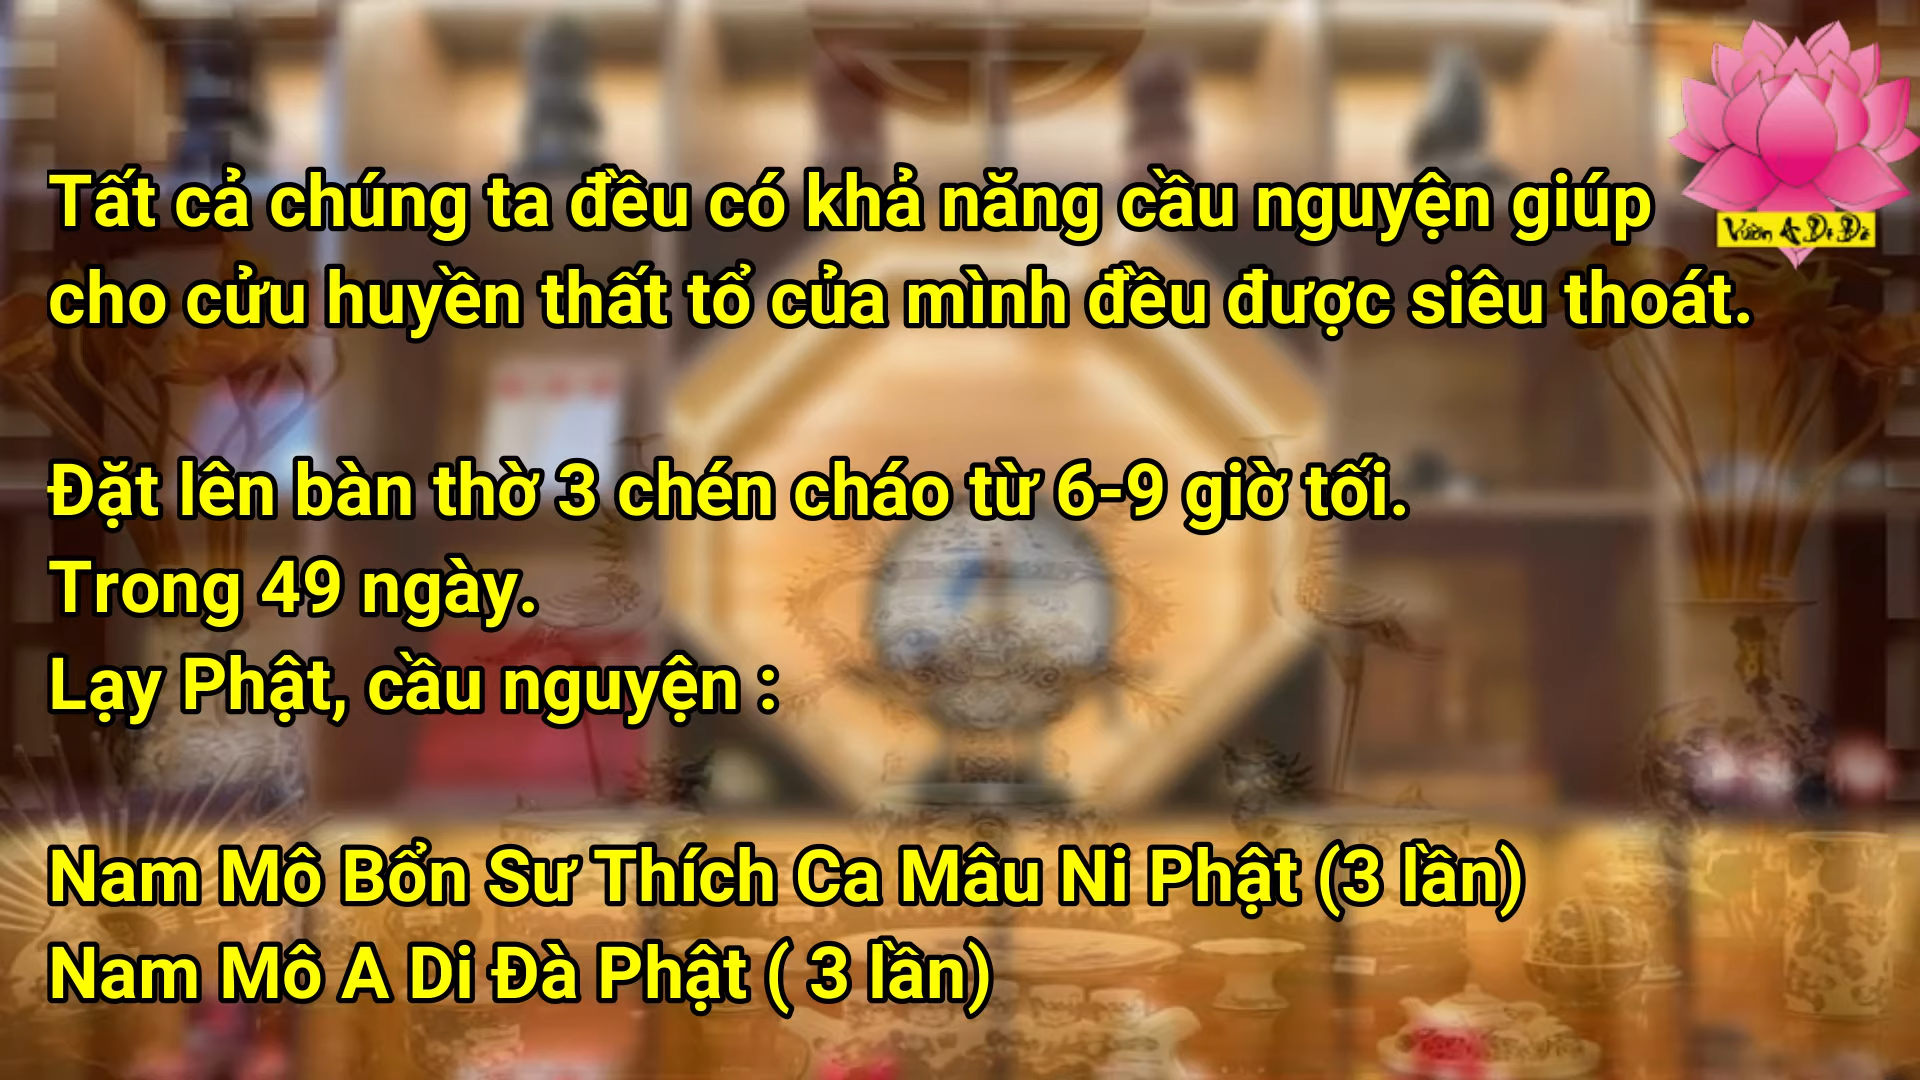 Tất cả chúng ta đều có khả năng cầu nguyện giúp
cho cửu huyền thất tổ của mình đều được siêu thoát.
Vườn A Di Đà
Đặt lên bàn thờ 3 chén cháo từ 6-9 giờ tối.
Trong 49 ngày.
Lạy Phật, cầu nguyện :
Nam Mô Bổn Sư Thích Ca Mâu Ni Phật (3 lần)
Nam Mô A Di Đà Phật ( 3 lần)